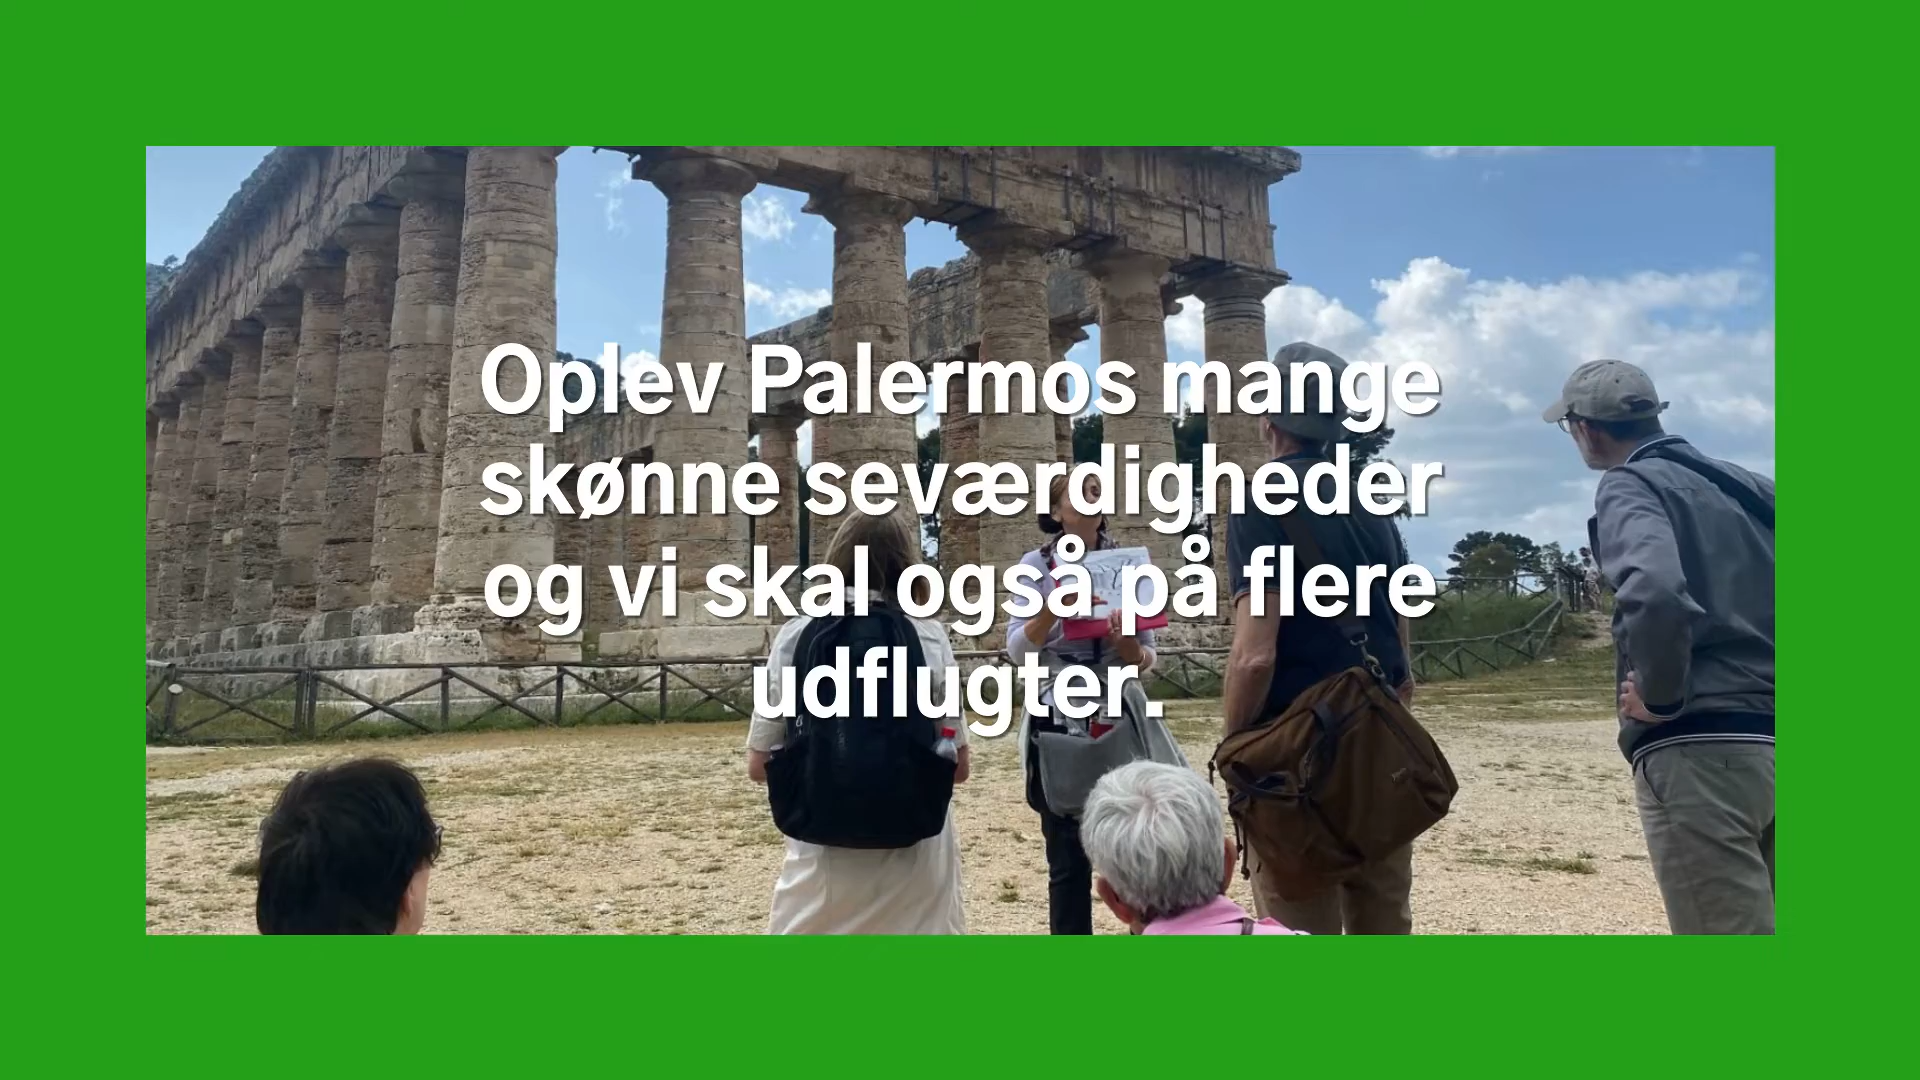 Oplev Palermos mange
skønne seværdigheder
og vi skal også på flere
udflugter.